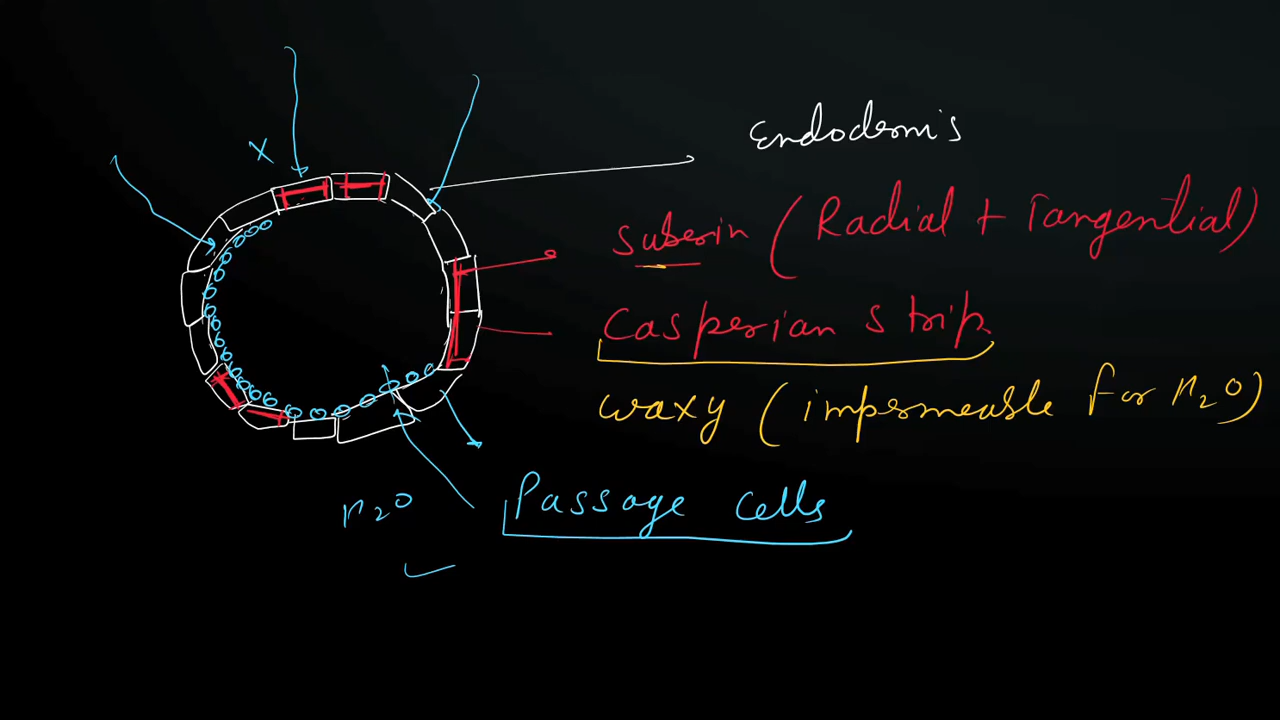 Endodermis
X
Suberin (Radial + Tangential)
Casperian strip
waxy (impermeable for H2O)
Passage cells
H2O